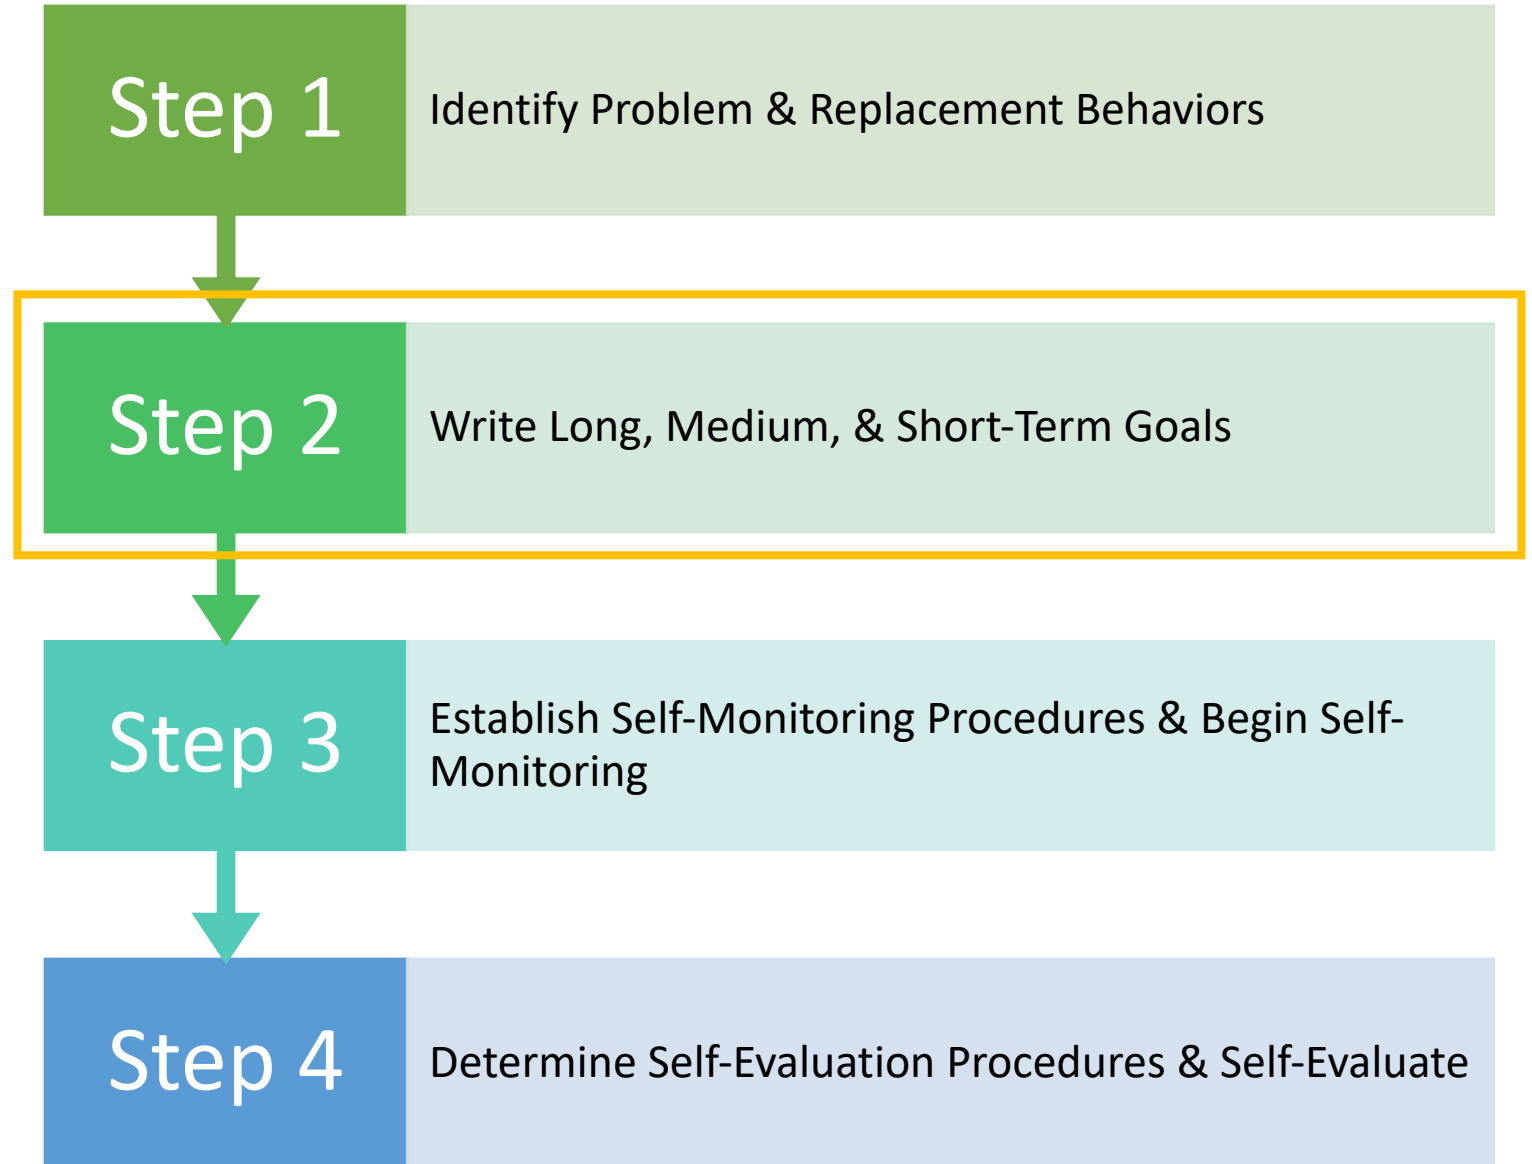 Step 1
Identify Problem & Replacement Behaviors
Step 2
Write Long, Medium, & Short-Term Goals
Step 3
Establish Self-Monitoring Procedures & Begin Self-
Monitoring
Step 4
Determine Self-Evaluation Procedures & Self-Evaluate